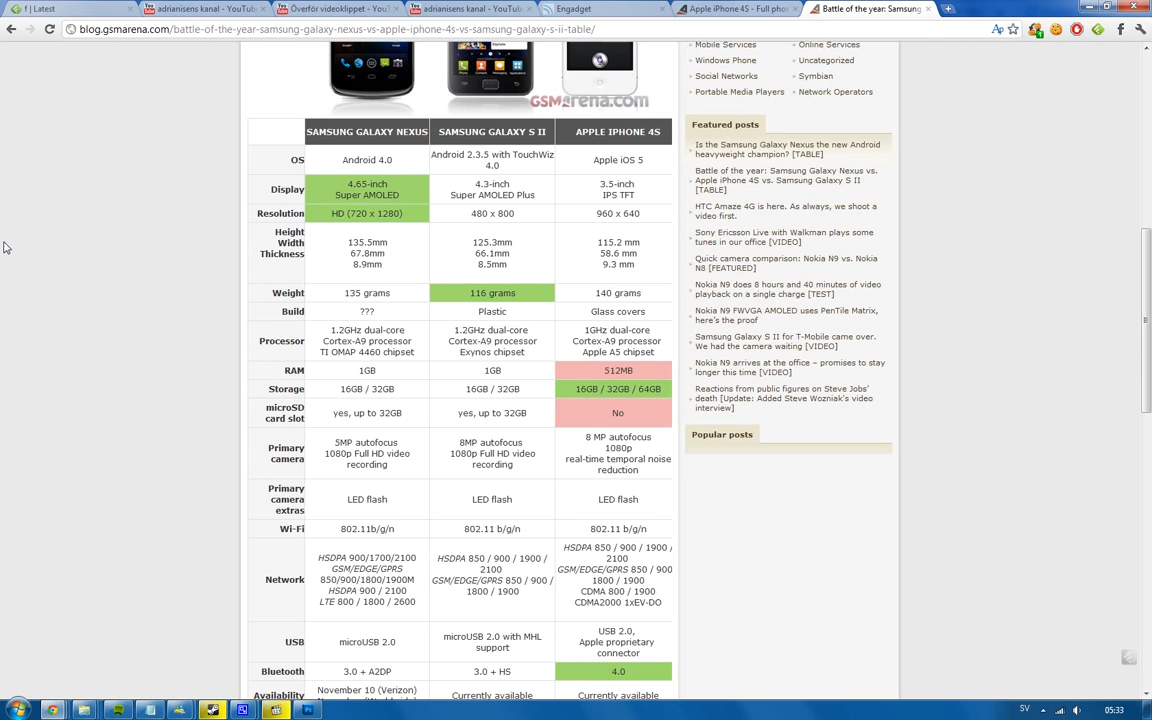 f | Latest
adrianisens kanal - YouTube
Överför videoklippet - You
adrianisens kanal - YouTube
Engadget
Apple iPhone 4S - Full phon
Battle of the year: Samsung
blog.gsmarena.com/battle-of-the-year-samsung-galaxy-nexus-vs-apple-iphone-4s-vs-samsung-galaxy-s-ii-table/
GSMArena.com
SAMSUNG GALAXY NEXUS SAMSUNG GALAXY S II APPLE IPHONE 4S
OS Android 4.0 Android 2.3.5 with TouchWiz 4.0 Apple iOS 5
Display 4.65-inch Super AMOLED 4.3-inch Super AMOLED Plus 3.5-inch IPS TFT
Resolution HD (720 x 1280) 480 x 800 960 x 640
Height 135.5mm 125.3mm 115.2 mm
Width 67.8mm 66.1mm 58.6 mm
Thickness 8.9mm 8.5mm 9.3 mm
Weight 135 grams 116 grams 140 grams
Build ??? Plastic Glass covers
Processor 1.2GHz dual-core Cortex-A9 processor TI OMAP 4460 chipset 1.2GHz dual-core Cortex-A9 processor Exynos chipset 1GHz dual-core Cortex-A9 processor Apple A5 chipset
RAM 1GB 1GB 512MB
Storage 16GB / 32GB 16GB / 32GB 16GB / 32GB / 64GB
microSD card slot yes, up to 32GB yes, up to 32GB No
Primary camera 5MP autofocus 1080p Full HD video recording 8MP autofocus 1080p Full HD video recording 8 MP autofocus 1080p real-time temporal noise reduction
Primary camera extras LED flash LED flash LED flash
Wi-Fi 802.11b/g/n 802.11 b/g/n 802.11 b/g/n
Network HSDPA 900/1700/2100 GSM/EDGE/GPRS 850/900/1800/1900M HSDPA 900 / 2100 LTE 800 / 1800 / 2600 HSDPA 850 / 900 / 1900 / 2100 GSM/EDGE/GPRS 850 / 900 / 1800 / 1900 HSDPA 850 / 900 / 1900 / 2100 GSM/EDGE/GPRS 850 / 900 1800 / 1900 CDMA 800 / 1900 CDMA2000 1xEV-DO
USB microUSB 2.0 microUSB 2.0 with MHL support USB 2.0, Apple proprietary connector
Bluetooth 3.0 + A2DP 3.0 + HS 4.0
Availability November 10 (Verizon) Currently available Currently available
Mobile Services
Online Services
Windows Phone
Uncategorized
Social Networks
Symbian
Portable Media Players
Network Operators
Featured posts
Is the Samsung Galaxy Nexus the new Android
heavyweight champion? [TABLE]
Battle of the year: Samsung Galaxy Nexus vs.
Apple iPhone 4S vs. Samsung Galaxy S II
[TABLE]
HTC Amaze 4G is here. As always, we shoot a
video first.
Sony Ericsson Live with Walkman plays some
tunes in our office [VIDEO]
Quick camera comparison: Nokia N9 vs. Nokia
N8 [FEATURED]
Nokia N9 does 8 hours and 40 minutes of video
playback on a single charge [TEST]
Nokia N9 FWVGA AMOLED uses PenTile Matrix,
here's the proof
Samsung Galaxy S II for T-Mobile came over.
We had the camera waiting [VIDEO]
Nokia N9 arrives at the office – promises to stay
longer this time [VIDEO]
Reactions from public figures on Steve Jobs'
death [Update: Added Steve Wozniak's video
interview]
Popular posts
SV
05:33